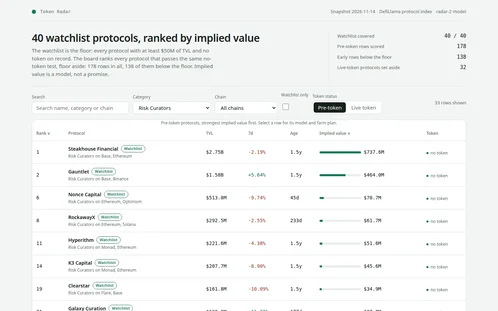 Token Radar
Snapshot 2026-11-14 DefiLlama protocol index radar-2 model
40 watchlist protocols, ranked by implied value
The watchlist is the floor: every protocol with at least $50M of TVL and no
token on record. The board ranks every protocol that passes the same no-
token test, floor aside: 178 rows in all, 138 of them below the floor. Implied
value is a model, not a promise.
Watchlist covered 40 / 40
Pre-token rows scored 178
Early rows below the floor 138
Live-token protocols set aside 32
Search Category Chain Watchlist only Token status
Search name, category or chain Risk Curators All chains Pre-token Live token 33 rows shown
Pre-token protocols, strongest implied value first. Select a row for its model and farm plan.
Rank Protocol TVL 7d Age Implied value Token
1 Steakhouse Financial Watchlist $2.75B -2.19% 1.5y $737.6M no token
Risk Curators on Base, Ethereum
2 Gauntlet Watchlist $1.58B +5.84% 1.5y $464.0M no token
Risk Curators on Base, Binance
6 Nonce Capital Watchlist $513.0M -9.74% 45d $70.7M no token
Risk Curators on Ethereum, Optimism
8 RockawayX Watchlist $292.5M -2.55% 233d $61.7M no token
Risk Curators on Ethereum, Solana
11 Hyperithm Watchlist $221.6M -4.38% 1.5y $51.6M no token
Risk Curators on Monad, Ethereum
14 K3 Capital Watchlist $207.7M -8.90% 1.5y $45.6M no token
Risk Curators on Monad, Ethereum
19 Clearstar Watchlist $161.8M -10.09% 1.5y $34.9M no token
Risk Curators on Flare, Base
Galaxy Curation Watchlist